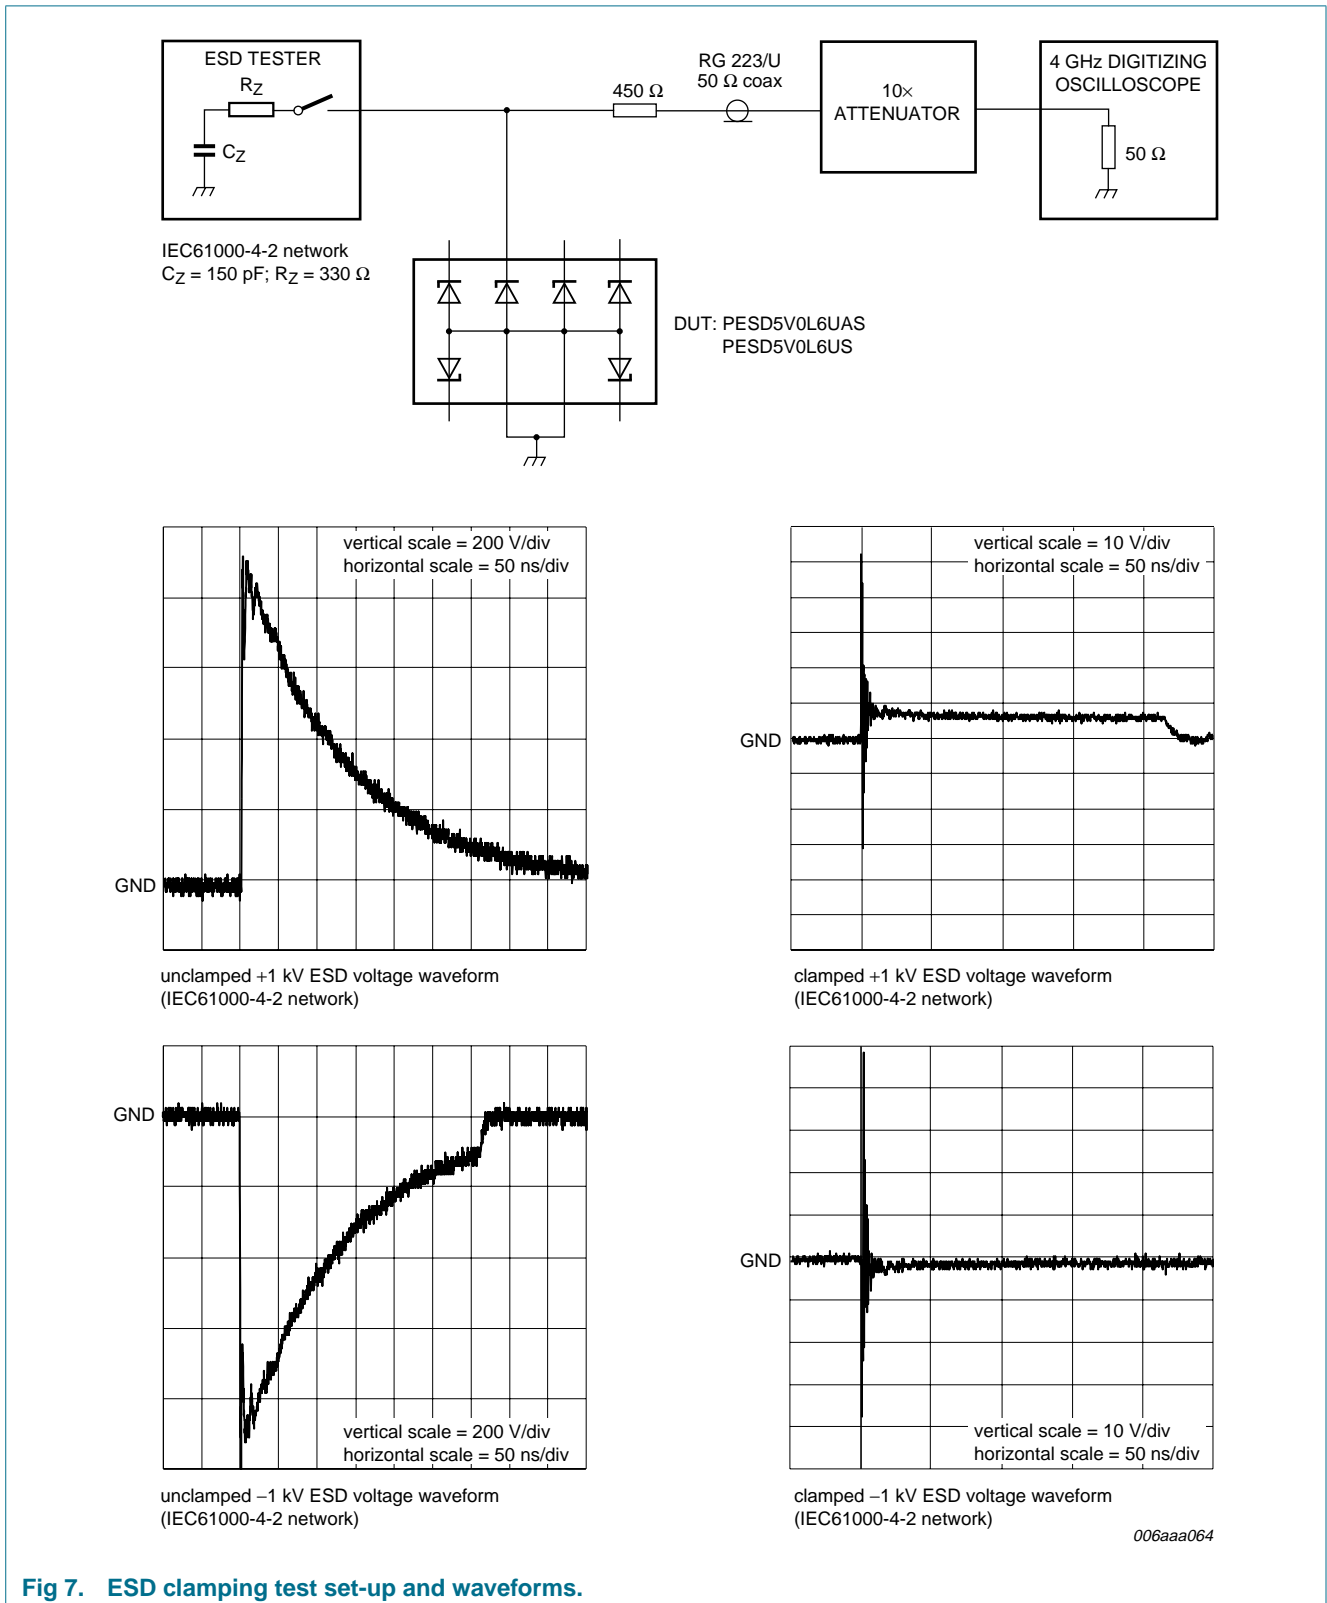 ESD TESTER
RZ
CZ
450 Ω
RG 223/U
50 Ω coax
10×
ATTENUATOR
4 GHz DIGITIZING
OSCILLOSCOPE
50 Ω
IEC61000-4-2 network
CZ = 150 pF; RZ = 330 Ω
DUT: PESD5V0L6UAS
PESD5V0L6US
vertical scale = 200 V/div
horizontal scale = 50 ns/div
GND
unclamped +1 kV ESD voltage waveform
(IEC61000-4-2 network)
vertical scale = 10 V/div
horizontal scale = 50 ns/div
GND
clamped +1 kV ESD voltage waveform
(IEC61000-4-2 network)
GND
vertical scale = 200 V/div
horizontal scale = 50 ns/div
unclamped −1 kV ESD voltage waveform
(IEC61000-4-2 network)
GND
vertical scale = 10 V/div
horizontal scale = 50 ns/div
clamped −1 kV ESD voltage waveform
(IEC61000-4-2 network)
006aaa064
Fig 7. ESD clamping test set-up and waveforms.